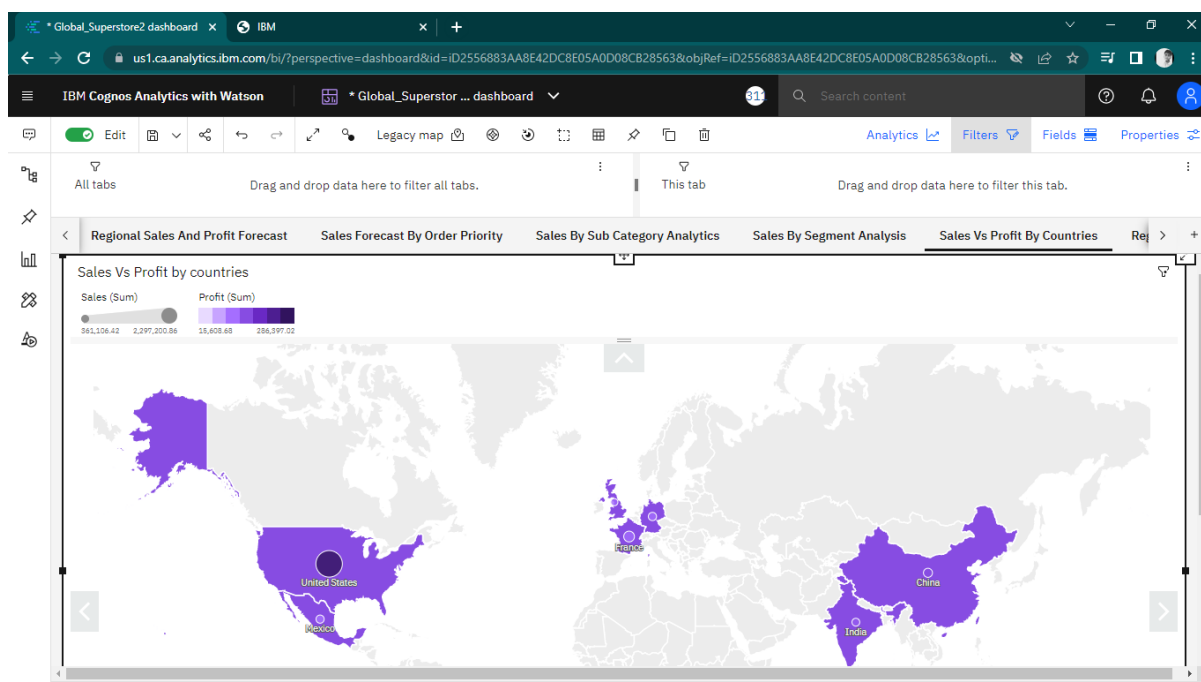 * Global_Superstore2 dashboard
IBM
us1.ca.analytics.ibm.com/bi/?perspective=dashboard&id=iD2556883AA8E42DC8E05A0D08CB28563&objRef=iD2556883AA8E42DC8E05A0D08CB28563&opti...
IBM Cognos Analytics with Watson
* Global_Superstor ... dashboard
311
Search content
Edit
Legacy map
Analytics
Filters
Fields
Properties
All tabs
Drag and drop data here to filter all tabs.
This tab
Drag and drop data here to filter this tab.
Regional Sales And Profit Forecast
Sales Forecast By Order Priority
Sales By Sub Category Analytics
Sales By Segment Analysis
Sales Vs Profit By Countries
Sales Vs Profit by countries
Sales (Sum)
Profit (Sum)
361,106.42 2,297,200.86
15,608.68 286,397.02
France
United States
China
Mexico
India